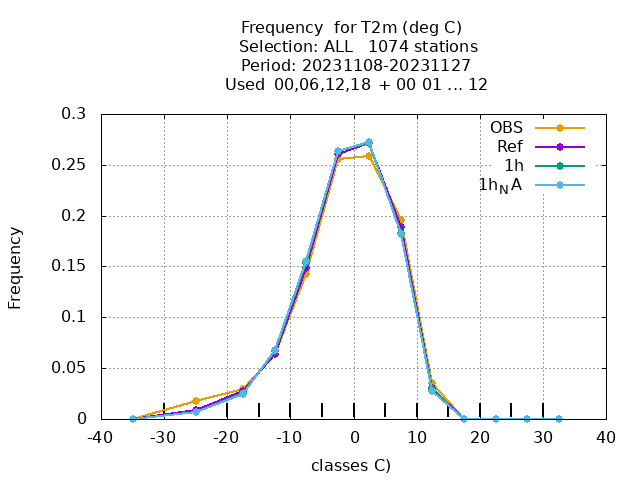 Frequency  for T2m (deg C)
Selection: ALL   1074 stations
Period: 20231108-20231127
Used  00,06,12,18  + 00 01 ... 12
0.3
0.25
0.2
0.15
0.1
0.05
0
Frequency
OBS
Ref
1h
1h_NA
-40 -30 -20 -10 0 10 20 30 40
classes C)